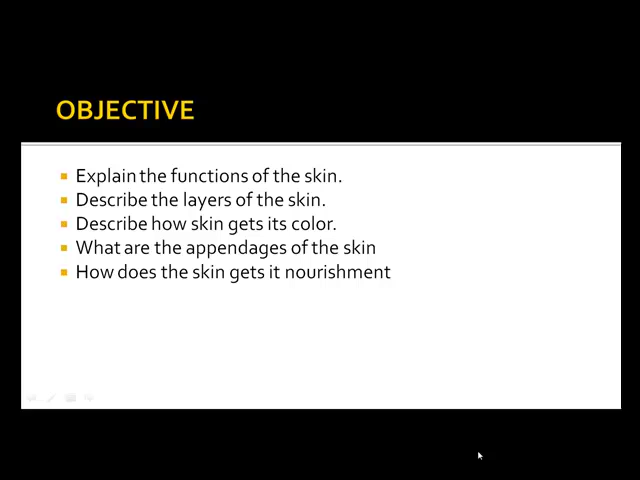 OBJECTIVE
Explain the functions of the skin.
Describe the layers of the skin.
Describe how skin gets its color.
What are the appendages of the skin
How does the skin gets it nourishment